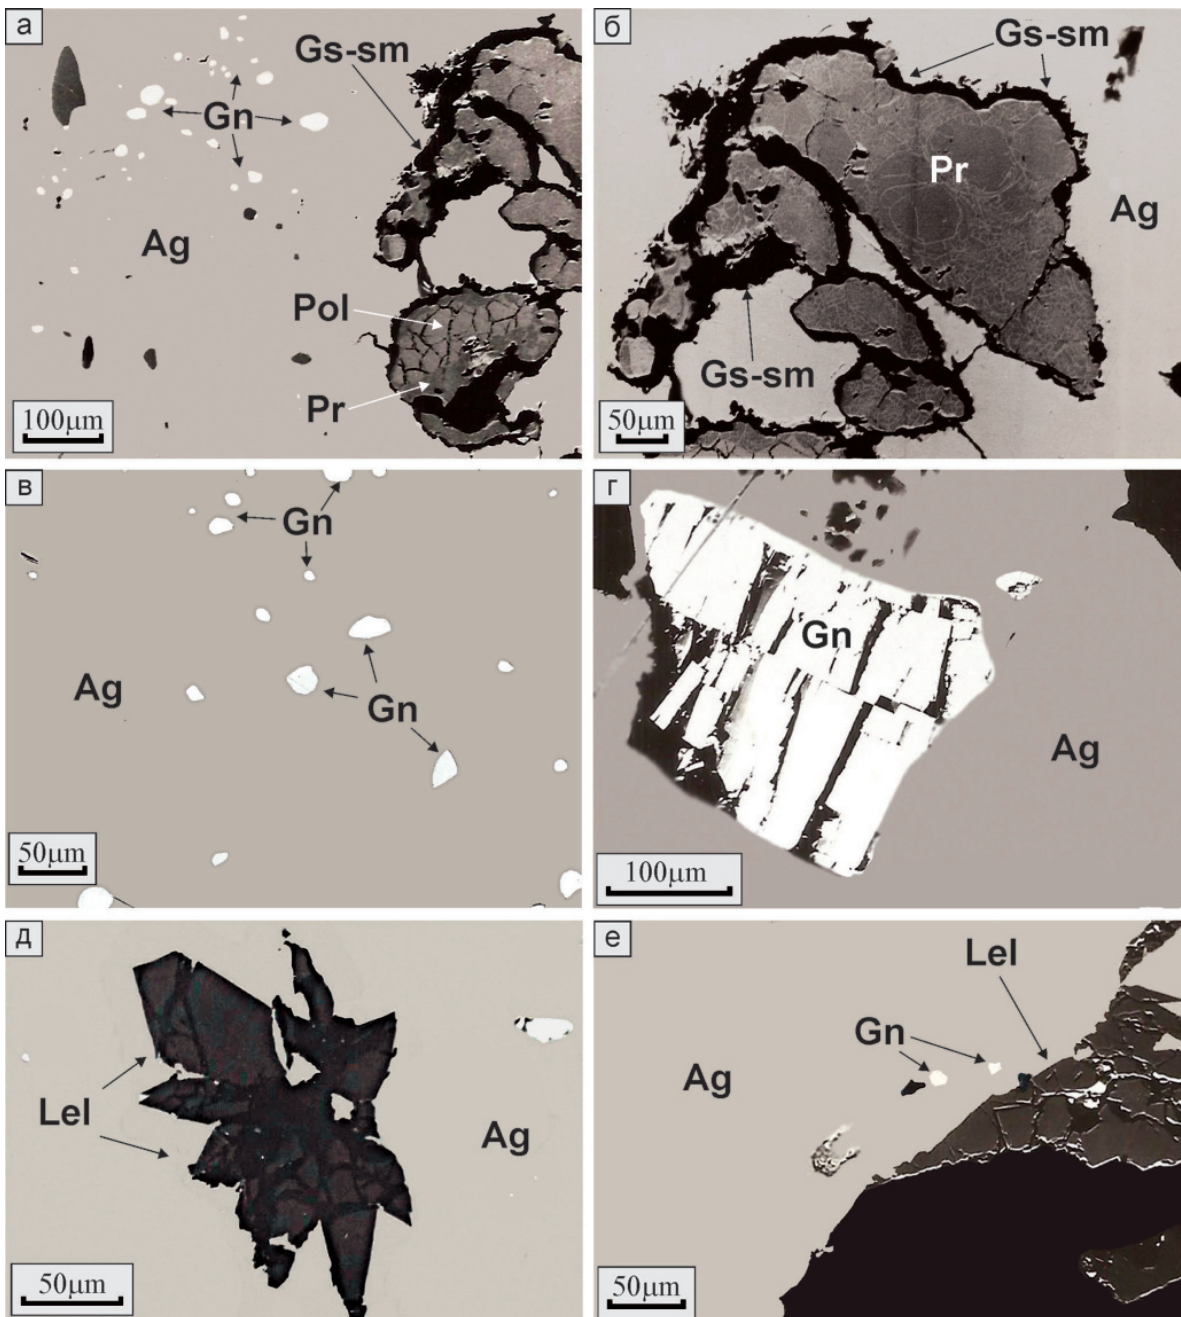 а
Gs-sm
Gn
Ag
Pol
Pr
100μm
б
Gs-sm
Pr
Ag
Gs-sm
50μm
в
Gn
Ag
Gn
50μm
г
Gn
Ag
100μm
д
Lel
Ag
50μm
е
Lel
Gn
Ag
50μm